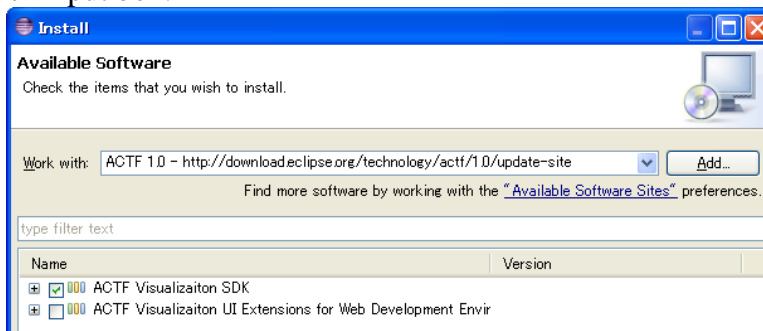 Install
Available Software
Check the items that you wish to install.
Work with: ACTF 1.0 - http://download.eclipse.org/technology/actf/1.0/update-site Add...
Find more software by working with the "Available Software Sites" preferences.
type filter text
Name Version
ACTF Visualizaiton SDK
ACTF Visualizaiton UI Extensions for Web Development Envir